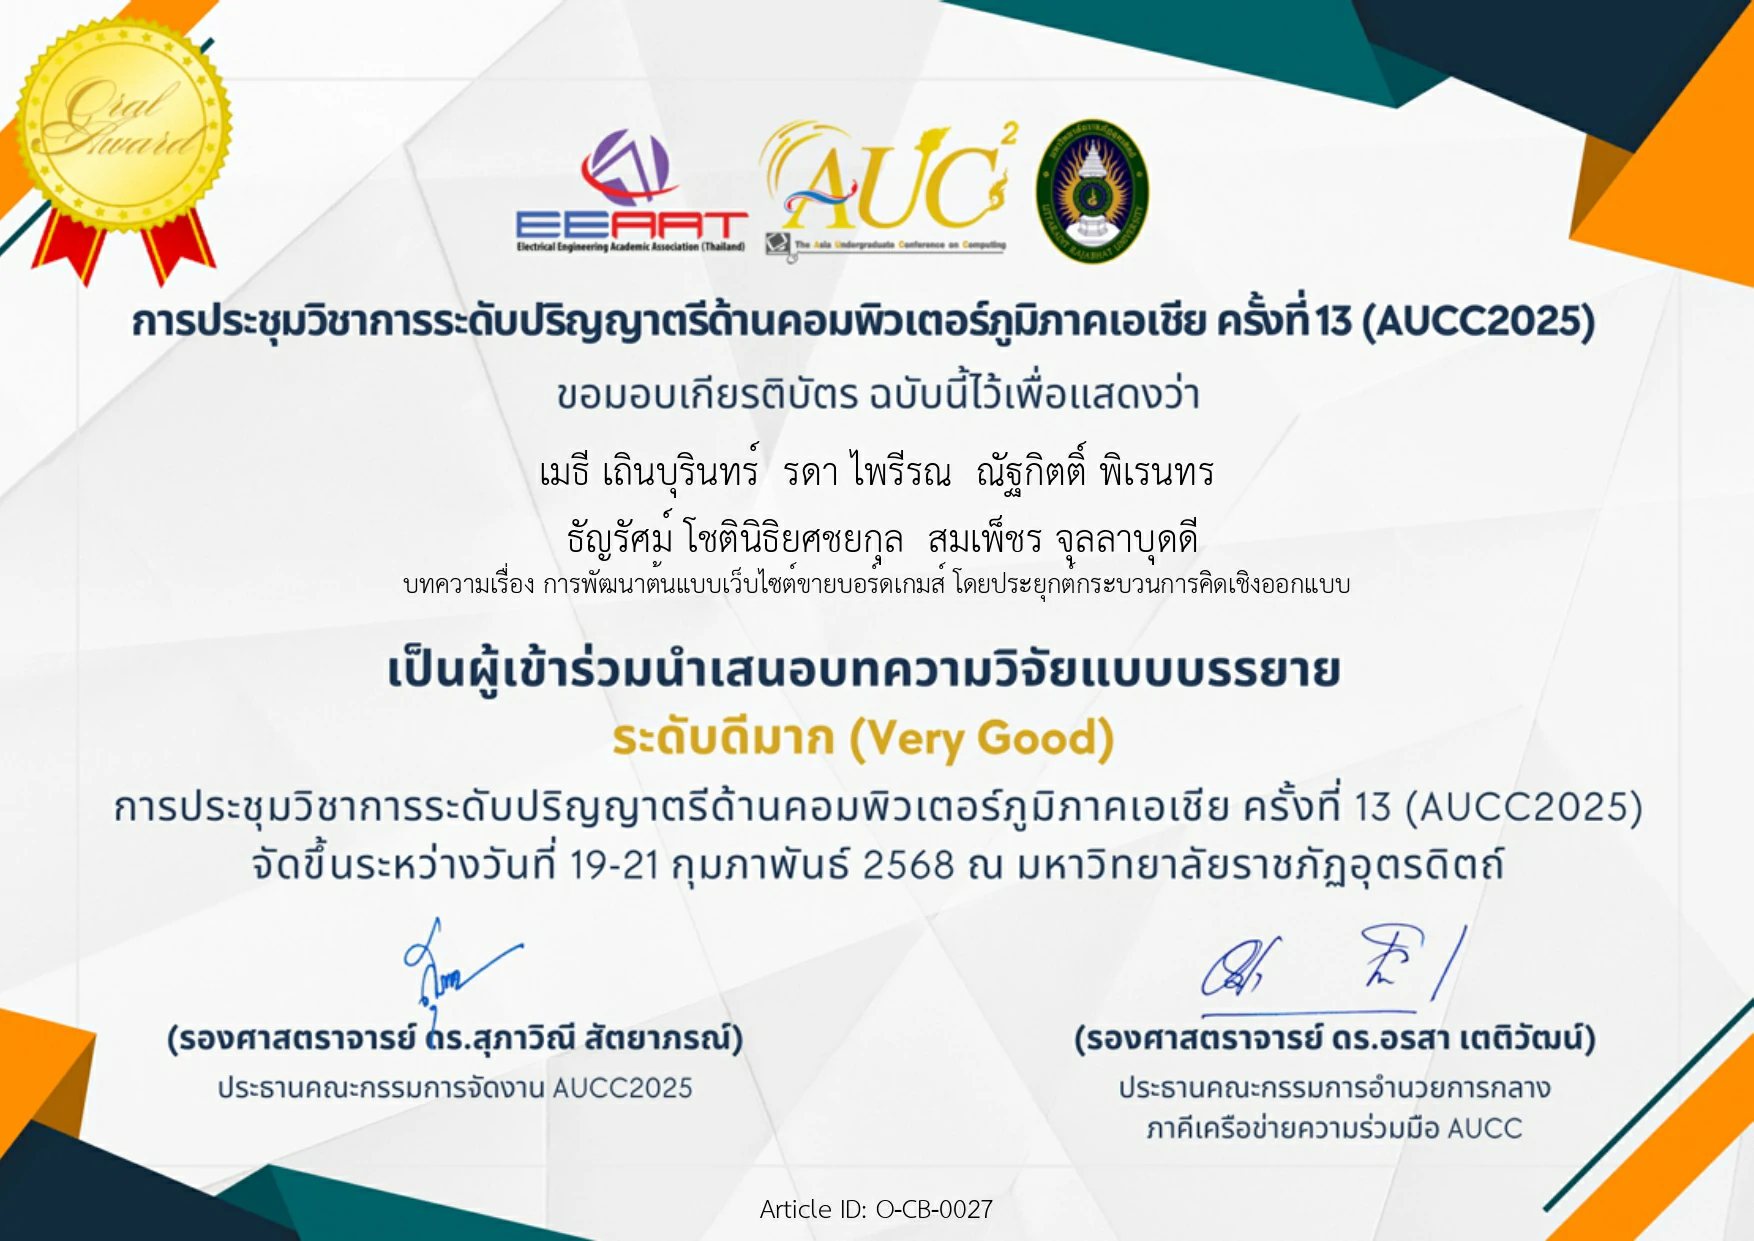 Oral
Award
EEAAT
Electrical Engineering Academic Association (Thailand)
AUC²
The Asia Undergraduate Conference on Computing
มหาวิทยาลัยราชภัฏอุตรดิตถ์
UTTARADIT RAJABHAT UNIVERSITY
การประชุมวิชาการระดับปริญญาตรีด้านคอมพิวเตอร์ภูมิภาคเอเชีย ครั้งที่ 13 (AUCC2025)
ขอมอบเกียรติบัตร ฉบับนี้ไว้เพื่อแสดงว่า
เมธี เถินบุรินทร์ รดา ไพรีรณ ณัฐกิตติ์ พิเรนทร
ธัญรัศม์ โชตินิธิยศชยกุล สมเพ็ชร จุลลาบุดดี
บทความเรื่อง การพัฒนาต้นแบบเว็บไซต์ขายบอร์ดเกมส์ โดยประยุกต์กระบวนการคิดเชิงออกแบบ
เป็นผู้เข้าร่วมนำเสนอบทความวิจัยแบบบรรยาย
ระดับดีมาก (Very Good)
การประชุมวิชาการระดับปริญญาตรีด้านคอมพิวเตอร์ภูมิภาคเอเชีย ครั้งที่ 13 (AUCC2025)
จัดขึ้นระหว่างวันที่ 19-21 กุมภาพันธ์ 2568 ณ มหาวิทยาลัยราชภัฏอุตรดิตถ์
(รองศาสตราจารย์ ดร.สุภาวิณี สัตยาภรณ์)
ประธานคณะกรรมการจัดงาน AUCC2025
(รองศาสตราจารย์ ดร.อรสา เตติวัฒน์)
ประธานคณะกรรมการอำนวยการกลาง
ภาคีเครือข่ายความร่วมมือ AUCC
Article ID: O-CB-0027